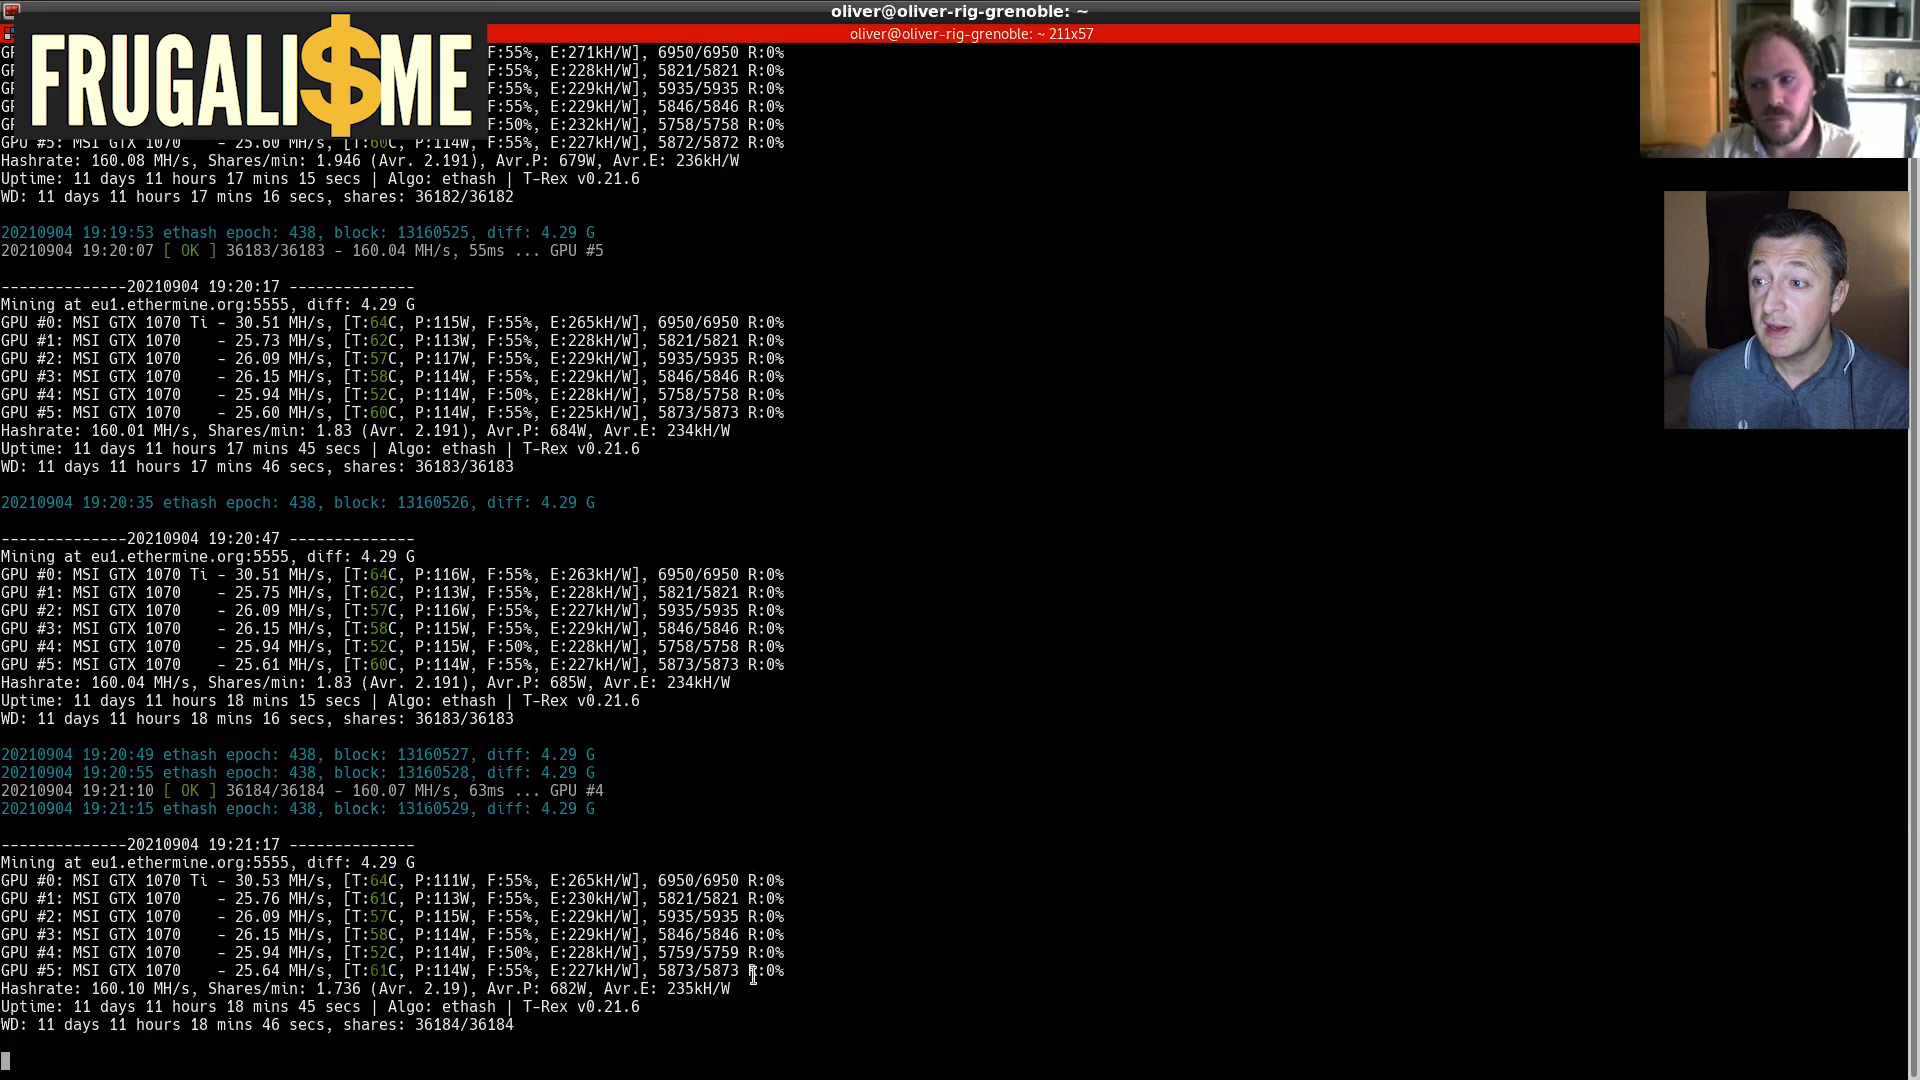 oliver@oliver-rig-grenoble: ~
oliver@oliver-rig-grenoble: ~ 211x57
FRUGALI$ME
F:55%, E:271kH/W], 6950/6950 R:0%
F:55%, E:228kH/W], 5821/5821 R:0%
F:55%, E:229kH/W], 5935/5935 R:0%
F:55%, E:229kH/W], 5846/5846 R:0%
F:50%, E:232kH/W], 5758/5758 R:0%
GPU #5: MSI GTX 1070    - 25.60 MH/s, [T:60C, P:114W, F:55%, E:227kH/W], 5872/5872 R:0%
Hashrate: 160.08 MH/s, Shares/min: 1.946 (Avr. 2.191), Avr.P: 679W, Avr.E: 236kH/W
Uptime: 11 days 11 hours 17 mins 15 secs | Algo: ethash | T-Rex v0.21.6
WD: 11 days 11 hours 17 mins 16 secs, shares: 36182/36182
20210904 19:19:53 ethash epoch: 438, block: 13160525, diff: 4.29 G
20210904 19:20:07 [ OK ] 36183/36183 - 160.04 MH/s, 55ms ... GPU #5
--------------20210904 19:20:17 --------------
Mining at eu1.ethermine.org:5555, diff: 4.29 G
GPU #0: MSI GTX 1070 Ti - 30.51 MH/s, [T:64C, P:115W, F:55%, E:265kH/W], 6950/6950 R:0%
GPU #1: MSI GTX 1070    - 25.73 MH/s, [T:62C, P:113W, F:55%, E:228kH/W], 5821/5821 R:0%
GPU #2: MSI GTX 1070    - 26.09 MH/s, [T:57C, P:117W, F:55%, E:229kH/W], 5935/5935 R:0%
GPU #3: MSI GTX 1070    - 26.15 MH/s, [T:58C, P:114W, F:55%, E:229kH/W], 5846/5846 R:0%
GPU #4: MSI GTX 1070    - 25.94 MH/s, [T:52C, P:114W, F:50%, E:228kH/W], 5758/5758 R:0%
GPU #5: MSI GTX 1070    - 25.60 MH/s, [T:60C, P:114W, F:55%, E:225kH/W], 5873/5873 R:0%
Hashrate: 160.01 MH/s, Shares/min: 1.83 (Avr. 2.191), Avr.P: 684W, Avr.E: 234kH/W
Uptime: 11 days 11 hours 17 mins 45 secs | Algo: ethash | T-Rex v0.21.6
WD: 11 days 11 hours 17 mins 46 secs, shares: 36183/36183
20210904 19:20:35 ethash epoch: 438, block: 13160526, diff: 4.29 G
--------------20210904 19:20:47 --------------
Mining at eu1.ethermine.org:5555, diff: 4.29 G
GPU #0: MSI GTX 1070 Ti - 30.51 MH/s, [T:64C, P:116W, F:55%, E:263kH/W], 6950/6950 R:0%
GPU #1: MSI GTX 1070    - 25.75 MH/s, [T:62C, P:113W, F:55%, E:228kH/W], 5821/5821 R:0%
GPU #2: MSI GTX 1070    - 26.09 MH/s, [T:57C, P:116W, F:55%, E:227kH/W], 5935/5935 R:0%
GPU #3: MSI GTX 1070    - 26.15 MH/s, [T:58C, P:115W, F:55%, E:229kH/W], 5846/5846 R:0%
GPU #4: MSI GTX 1070    - 25.94 MH/s, [T:52C, P:115W, F:50%, E:228kH/W], 5758/5758 R:0%
GPU #5: MSI GTX 1070    - 25.61 MH/s, [T:60C, P:114W, F:55%, E:227kH/W], 5873/5873 R:0%
Hashrate: 160.04 MH/s, Shares/min: 1.83 (Avr. 2.191), Avr.P: 685W, Avr.E: 234kH/W
Uptime: 11 days 11 hours 18 mins 15 secs | Algo: ethash | T-Rex v0.21.6
WD: 11 days 11 hours 18 mins 16 secs, shares: 36183/36183
20210904 19:20:49 ethash epoch: 438, block: 13160527, diff: 4.29 G
20210904 19:20:55 ethash epoch: 438, block: 13160528, diff: 4.29 G
20210904 19:21:10 [ OK ] 36184/36184 - 160.07 MH/s, 63ms ... GPU #4
20210904 19:21:15 ethash epoch: 438, block: 13160529, diff: 4.29 G
--------------20210904 19:21:17 --------------
Mining at eu1.ethermine.org:5555, diff: 4.29 G
GPU #0: MSI GTX 1070 Ti - 30.53 MH/s, [T:64C, P:111W, F:55%, E:265kH/W], 6950/6950 R:0%
GPU #1: MSI GTX 1070    - 25.76 MH/s, [T:61C, P:113W, F:55%, E:230kH/W], 5821/5821 R:0%
GPU #2: MSI GTX 1070    - 26.09 MH/s, [T:57C, P:115W, F:55%, E:229kH/W], 5935/5935 R:0%
GPU #3: MSI GTX 1070    - 26.15 MH/s, [T:58C, P:114W, F:55%, E:229kH/W], 5846/5846 R:0%
GPU #4: MSI GTX 1070    - 25.94 MH/s, [T:52C, P:114W, F:50%, E:228kH/W], 5759/5759 R:0%
GPU #5: MSI GTX 1070    - 25.64 MH/s, [T:61C, P:114W, F:55%, E:227kH/W], 5873/5873 R:0%
Hashrate: 160.10 MH/s, Shares/min: 1.736 (Avr. 2.19), Avr.P: 682W, Avr.E: 235kH/W
Uptime: 11 days 11 hours 18 mins 45 secs | Algo: ethash | T-Rex v0.21.6
WD: 11 days 11 hours 18 mins 46 secs, shares: 36184/36184